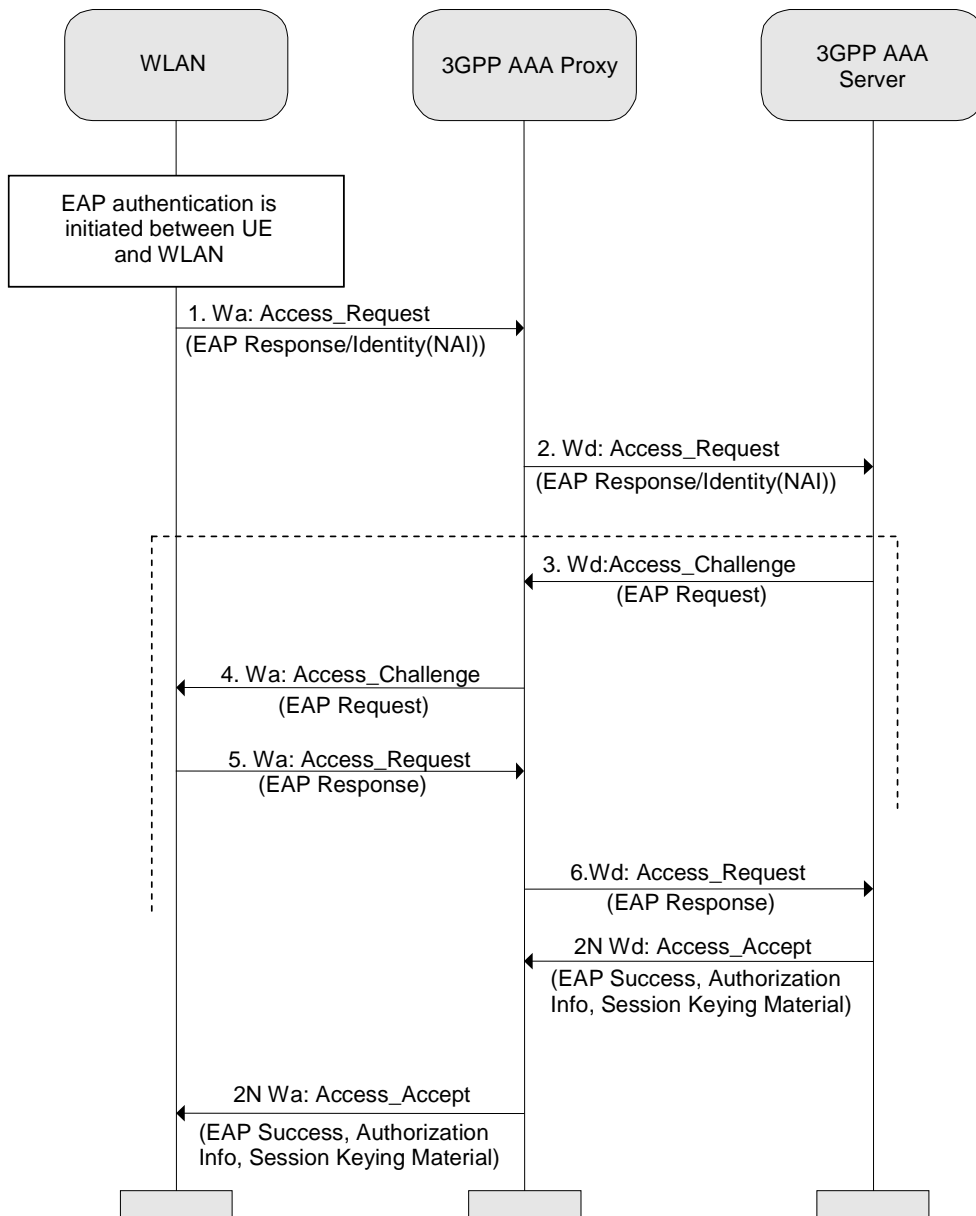 WLAN
3GPP AAA Proxy
3GPP AAA
Server
EAP authentication is
initiated between UE
and WLAN
1. Wa: Access_Request
(EAP Response/Identity(NAI))
2. Wd: Access_Request
(EAP Response/Identity(NAI))
3. Wd:Access_Challenge
(EAP Request)
4. Wa: Access_Challenge
(EAP Request)
5. Wa: Access_Request
(EAP Response)
6.Wd: Access_Request
(EAP Response)
2N Wd: Access_Accept
(EAP Success, Authorization
Info, Session Keying Material)
2N Wa: Access_Accept
(EAP Success, Authorization
Info, Session Keying Material)